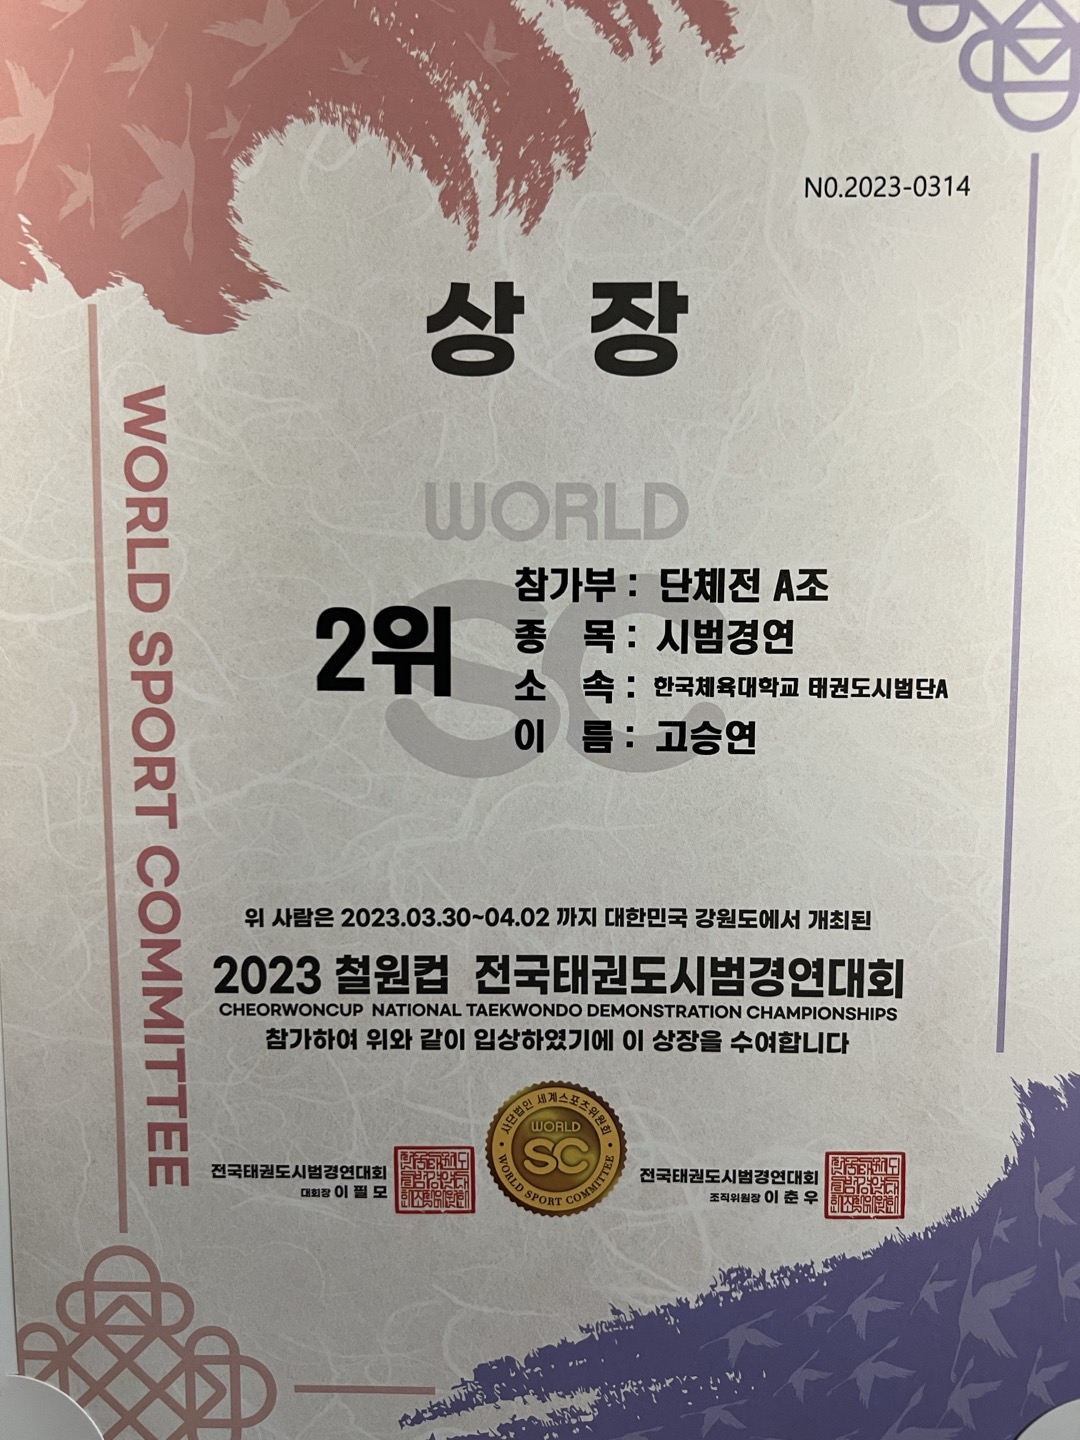 NO.2023-0314
상 장
WORLD SPORT COMMITTEE
WORLD
SC
2위
참가부 : 단체전 A조
종 목 : 시범경연
소 속 : 한국체육대학교 태권도시범단A
이 름 : 고승연
위 사람은 2023.03.30~04.02 까지 대한민국 강원도에서 개최된
2023 철원컵 전국태권도시범경연대회
CHEORWONCUP NATIONAL TAEKWONDO DEMONSTRATION CHAMPIONSHIPS
참가하여 위와 같이 입상하였기에 이 상장을 수여합니다
전국태권도시범경연대회
대회장 이 필 모
사단법인 세계스포츠위원회
WORLD
SC
WORLD SPORT COMMITTEE
전국태권도시범경연대회
조직위원장 이 춘 우